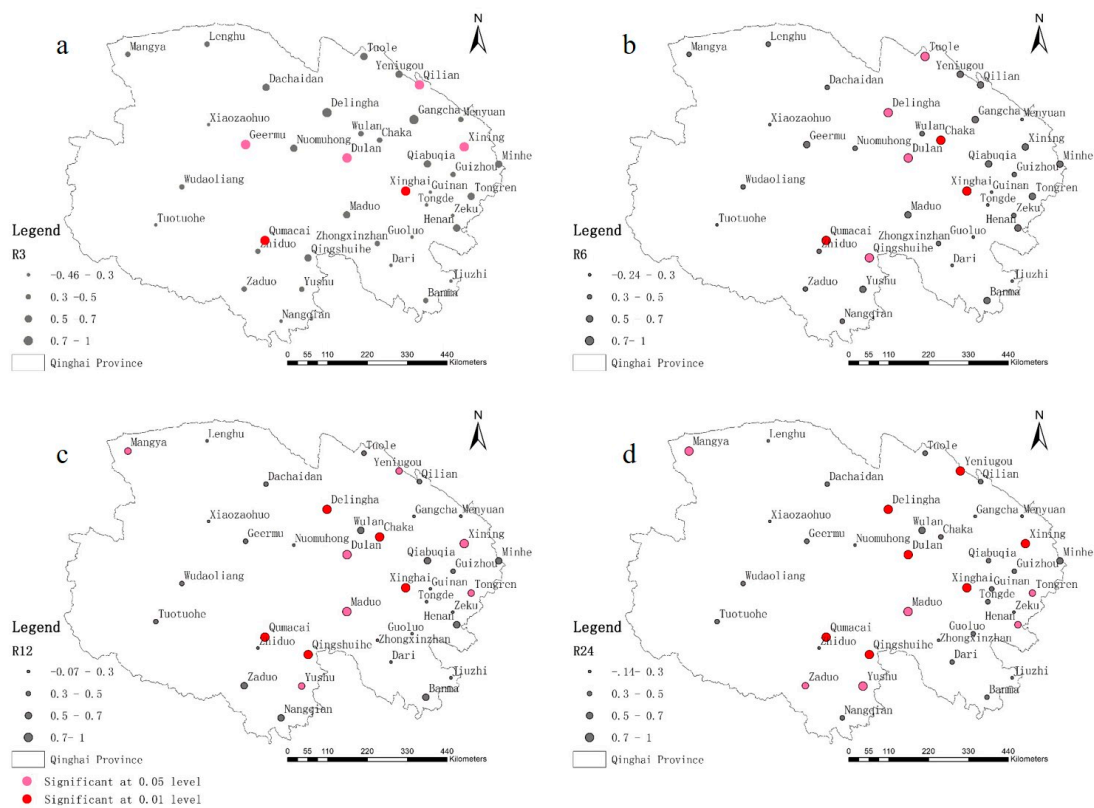 a
N
Mangya
Lenghu
Tuole
Yeniugou
Qilian
Dachaidan
Delingha
Gangcha
Menyuan
Xiaozaohuo
Wulan
Chaka
Geermu
Nuomuhong
Dulan
Xining
Qiabuqia
Minhe
Guizhou
Wudaoliang
Xinghai
Guinan
Tongde
Tongren
Maduo
Zeku
Henan
Tuotuohe
Zhongxinzhan
Guoluo
Qumacai
Zhiduo
Qingshuihe
Dari
Jiuzhi
Zaduo
Yushu
Banma
Nangqian
Legend
R3
-0.46 - 0.3
0.3 -0.5
0.5 - 0.7
0.7 - 1
Qinghai Province
0 55 110 220 330 440
Kilometers
b
N
Mangya
Lenghu
Tuole
Yeniugou
Qilian
Dachaidan
Delingha
Gangcha
Menyuan
Xiaozaohuo
Wulan
Chaka
Geermu
Nuomuhong
Dulan
Xining
Qiabuqia
Minhe
Guizhou
Wudaoliang
Xinghai
Guinan
Tongde
Tongren
Maduo
Zeku
Henan
Tuotuohe
Zhongxinzhan
Guoluo
Qumacai
Zhiduo
Qingshuihe
Dari
Jiuzhi
Zaduo
Yushu
Banma
Nangqian
Legend
R6
-0.24 - 0.3
0.3 - 0.5
0.5 - 0.7
0.7- 1
Qinghai Province
0 55 110 220 330 440
Kilometers
c
N
Mangya
Lenghu
Tuole
Yeniugou
Qilian
Dachaidan
Delingha
Gangcha
Menyuan
Xiaozaohuo
Wulan
Chaka
Geermu
Nuomuhong
Dulan
Xining
Qiabuqia
Minhe
Guizhou
Wudaoliang
Xinghai
Guinan
Tongde
Tongren
Maduo
Zeku
Henan
Tuotuohe
Guoluo
Zhongxinzhan
Qumacai
Zhiduo
Qingshuihe
Dari
Jiuzhi
Zaduo
Yushu
Banma
Nangqian
Legend
R12
-0.07 - 0.3
0.3 - 0.5
0.5 - 0.7
0.7- 1
Qinghai Province
Significant at 0.05 level
Significant at 0.01 level
0 55 110 220 330 440
Kilometers
d
N
Mangya
Lenghu
Tuole
Yeniugou
Qilian
Dachaidan
Delingha
Gangcha
Menyuan
Xiaozaohuo
Wulan
Chaka
Geermu
Nuomuhong
Dulan
Xining
Qiabuqia
Minhe
Guizhou
Wudaoliang
Xinghai
Guinan
Tongde
Tongren
Maduo
Zeku
Henan
Tuotuohe
Guoluo
Zhongxinzhan
Qumacai
Zhiduo
Qingshuihe
Dari
Jiuzhi
Zaduo
Yushu
Banma
Nangqian
Legend
R24
-.14- 0.3
0.3 - 0.5
0.5 - 0.7
0.7 - 1
Qinghai Province
0 55 110 220 330 440
Kilometers